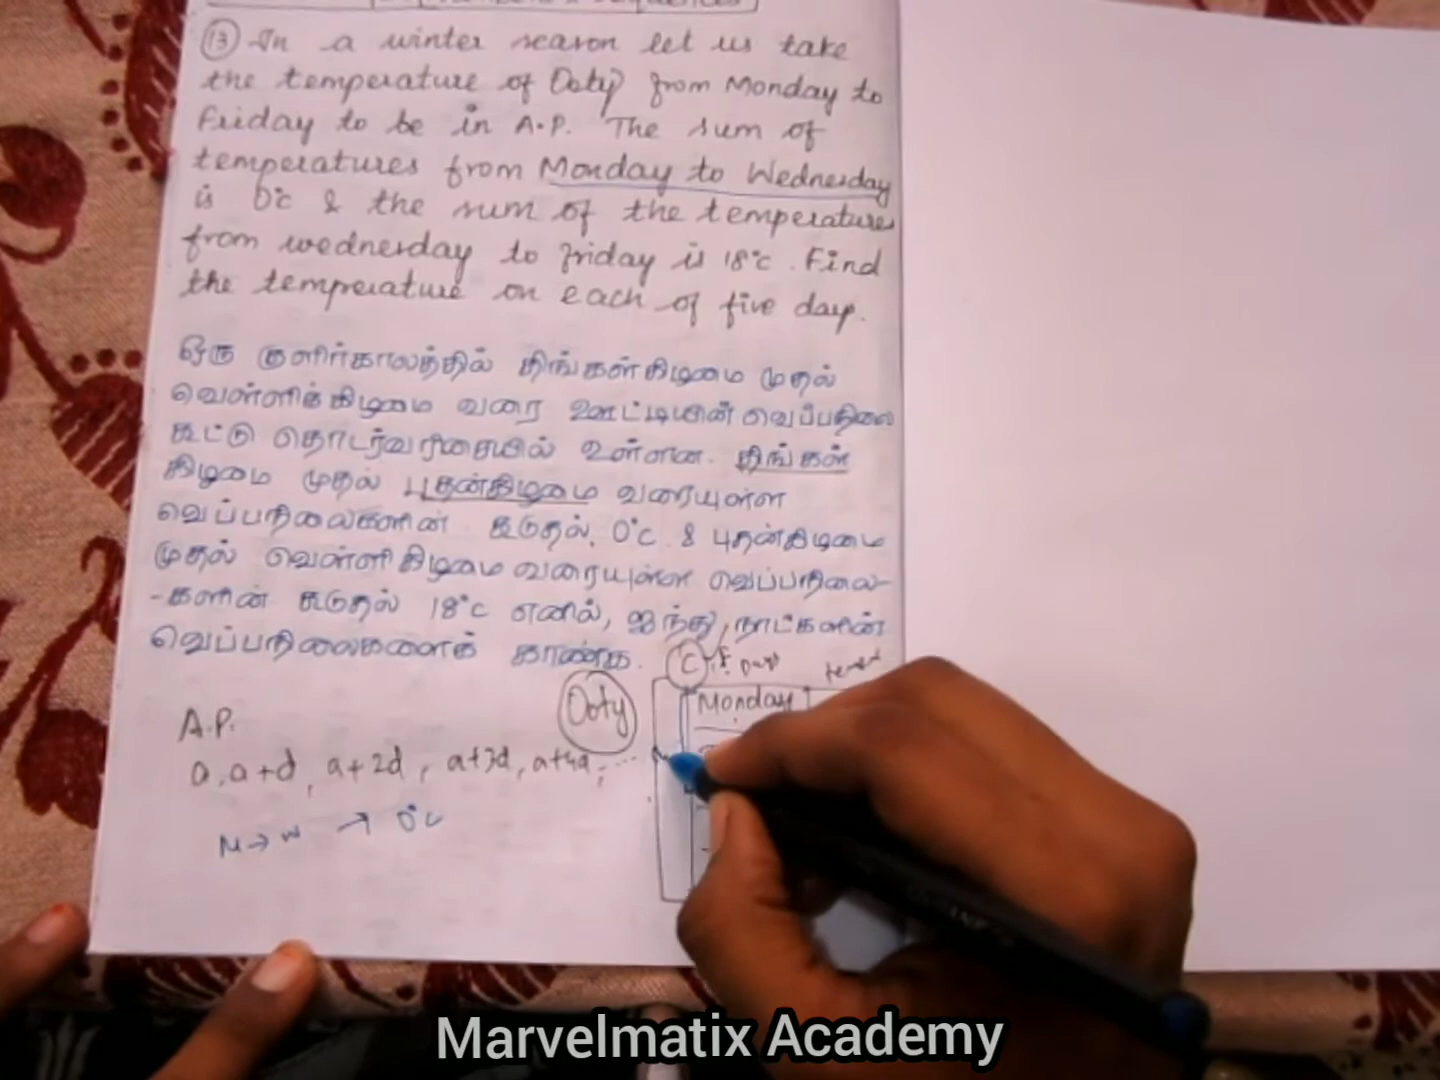 (13) In a winter season let us take
the temperature of Ooty from Monday to
Friday to be in A.P. The sum of
temperatures from Monday to Wednesday
is 0°c & the sum of the temperatures
from wednesday to Friday is 18°c. Find
the temperature on each of five days.
ஒரு குளிர்காலத்தில் திங்கள்கிழமை முதல்
வெள்ளிக்கிழமை வரை ஊட்டியின் வெப்பநிலை
கூட்டு தொடர்வரிசையில் உள்ளன. திங்கள்
கிழமை முதல் புதன்கிழமை வரையுள்ள
வெப்பநிலைகளின் கூடுதல் 0°c & புதன்கிழமை
முதல் வெள்ளிகிழமை வரையுள்ள வெப்பநிலை-
-களின் கூடுதல் 18°c எனில், ஐந்து நாட்களின்
வெப்பநிலைகளைக் காண்க.
C
Days
Ooty
Monday
A.P.
a, a+d, a+2d, a+3d, a+4d, ....
M → W → 0°C
Marvelmatix Academy